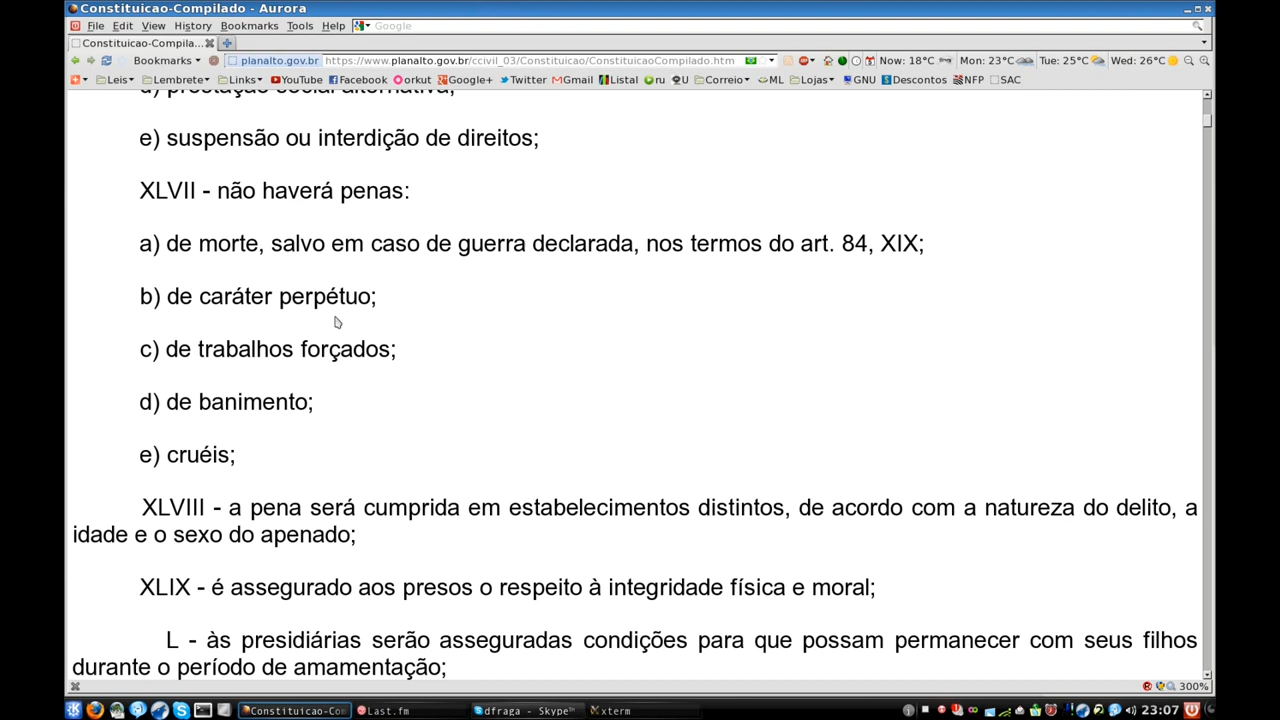 Constituicao-Compilado - Aurora
File Edit View History Bookmarks Tools Help Google
Constituicao-Compila...
Bookmarks planalto.gov.br https://www.planalto.gov.br/ccivil_03/Constituicao/ConstituicaoCompilado.htm Now: 18°C Mon: 23°C Tue: 25°C Wed: 26°C
Leis Lembrete Links YouTube Facebook orkut Google+ Twitter Gmail Listal ru U Correio ML Lojas GNU Descontos NFP SAC
d) prestação social alternativa;
e) suspensão ou interdição de direitos;
XLVII - não haverá penas:
a) de morte, salvo em caso de guerra declarada, nos termos do art. 84, XIX;
b) de caráter perpétuo;
c) de trabalhos forçados;
d) de banimento;
e) cruéis;
XLVIII - a pena será cumprida em estabelecimentos distintos, de acordo com a natureza do delito, a
idade e o sexo do apenado;
XLIX - é assegurado aos presos o respeito à integridade física e moral;
L - às presidiárias serão asseguradas condições para que possam permanecer com seus filhos
durante o período de amamentação;
300%
Constituicao-Com Last.fm dfraga - Skype™ xterm 23:07